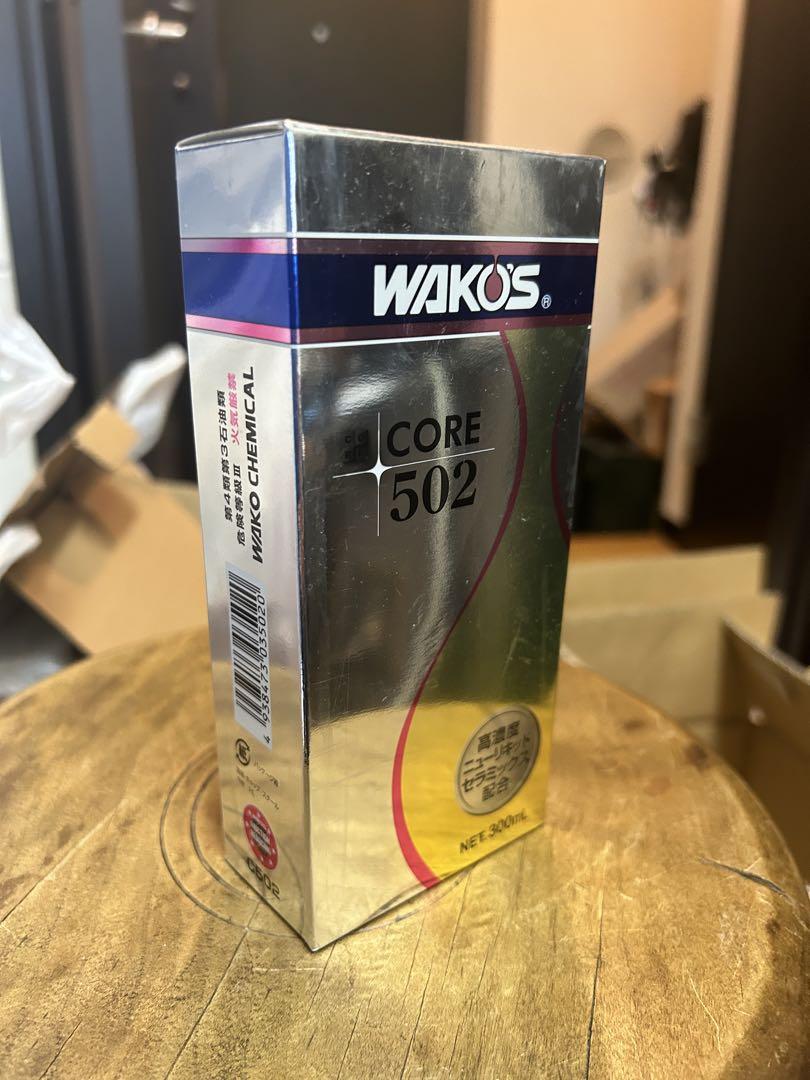 WAKO'S®
CORE
502
高濃度
ニューリキッド
セラミックス
配合
NET.300mL
第4類第3石油類
危険等級Ⅲ 火気厳禁
WAKO CHEMICAL
4 938473 035020
C502